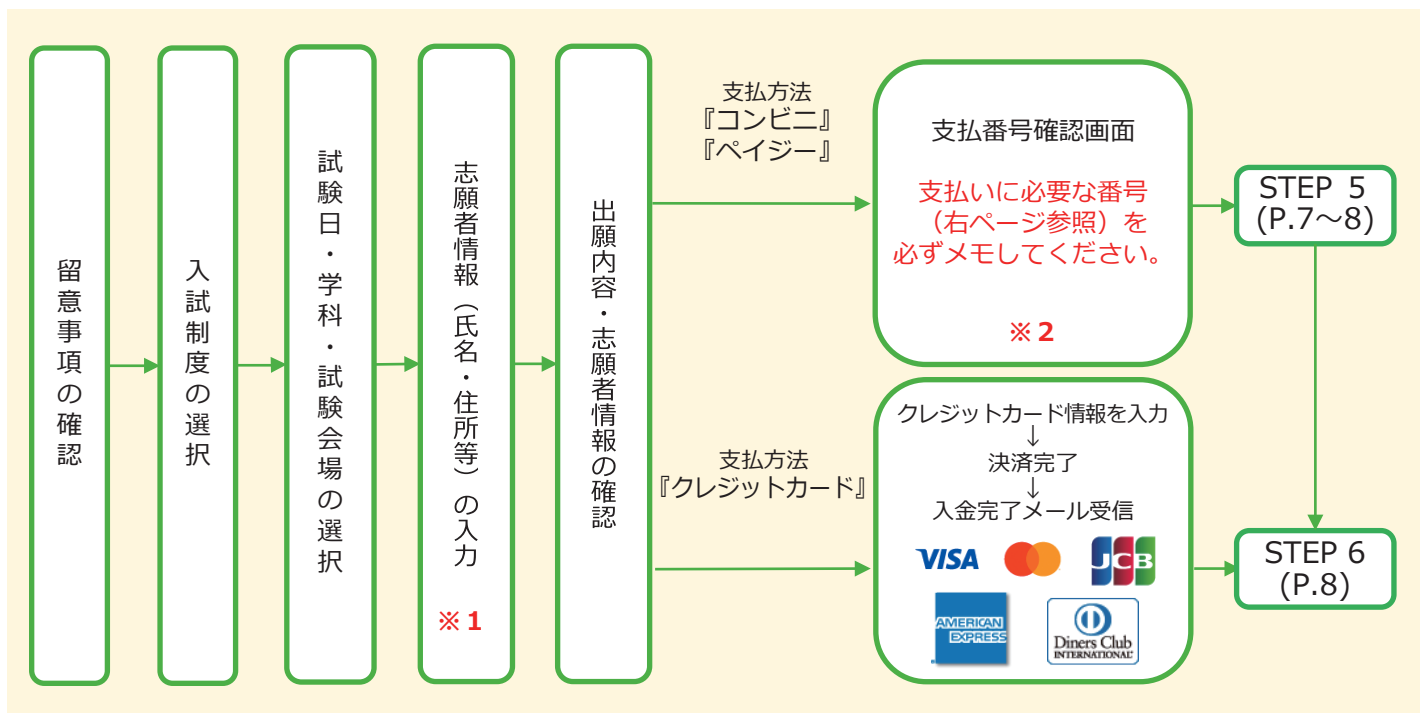 留意事項の確認
入試制度の選択
試験日・学科・試験会場の選択
志願者情報（氏名・住所等）の入力
※１
出願内容・志願者情報の確認
支払方法
『コンビニ』
『ペイジー』
支払番号確認画面
支払いに必要な番号
（右ページ参照）を
必ずメモしてください。
※２
STEP 5
(P.7～8)
支払方法
『クレジットカード』
クレジットカード情報を入力
↓
決済完了
↓
入金完了メール受信
VISA
JCB
AMERICAN
EXPRESS
Diners Club
INTERNATIONAL
STEP 6
(P.8)